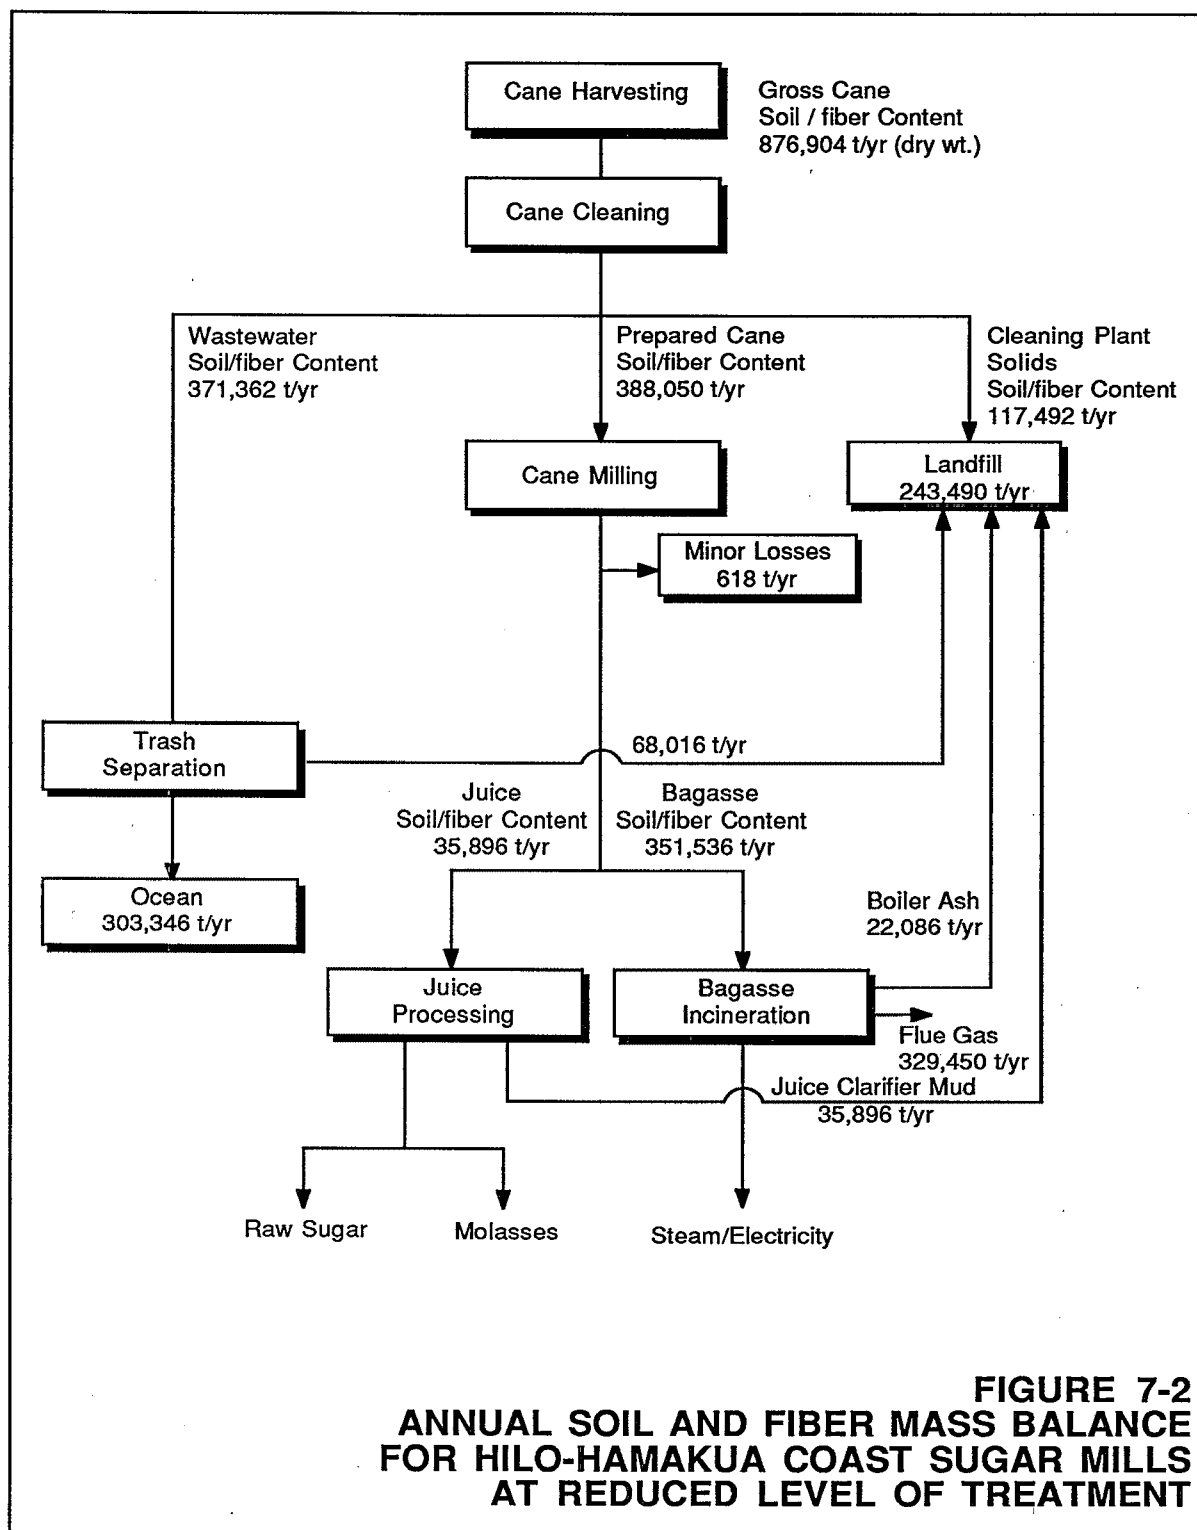 Cane Harvesting
Gross Cane
Soil / fiber Content
876,904 t/yr (dry wt.)
Cane Cleaning
Wastewater
Soil/fiber Content
371,362 t/yr
Prepared Cane
Soil/fiber Content
388,050 t/yr
Cleaning Plant
Solids
Soil/fiber Content
117,492 t/yr
Cane Milling
Landfill
243,490 t/yr
Minor Losses
618 t/yr
Trash
Separation
68,016 t/yr
Juice
Soil/fiber Content
35,896 t/yr
Bagasse
Soil/fiber Content
351,536 t/yr
Ocean
303,346 t/yr
Boiler Ash
22,086 t/yr
Juice
Processing
Bagasse
Incineration
Flue Gas
329,450 t/yr
Juice Clarifier Mud
35,896 t/yr
Raw Sugar
Molasses
Steam/Electricity
FIGURE 7-2
ANNUAL SOIL AND FIBER MASS BALANCE
FOR HILO-HAMAKUA COAST SUGAR MILLS
AT REDUCED LEVEL OF TREATMENT